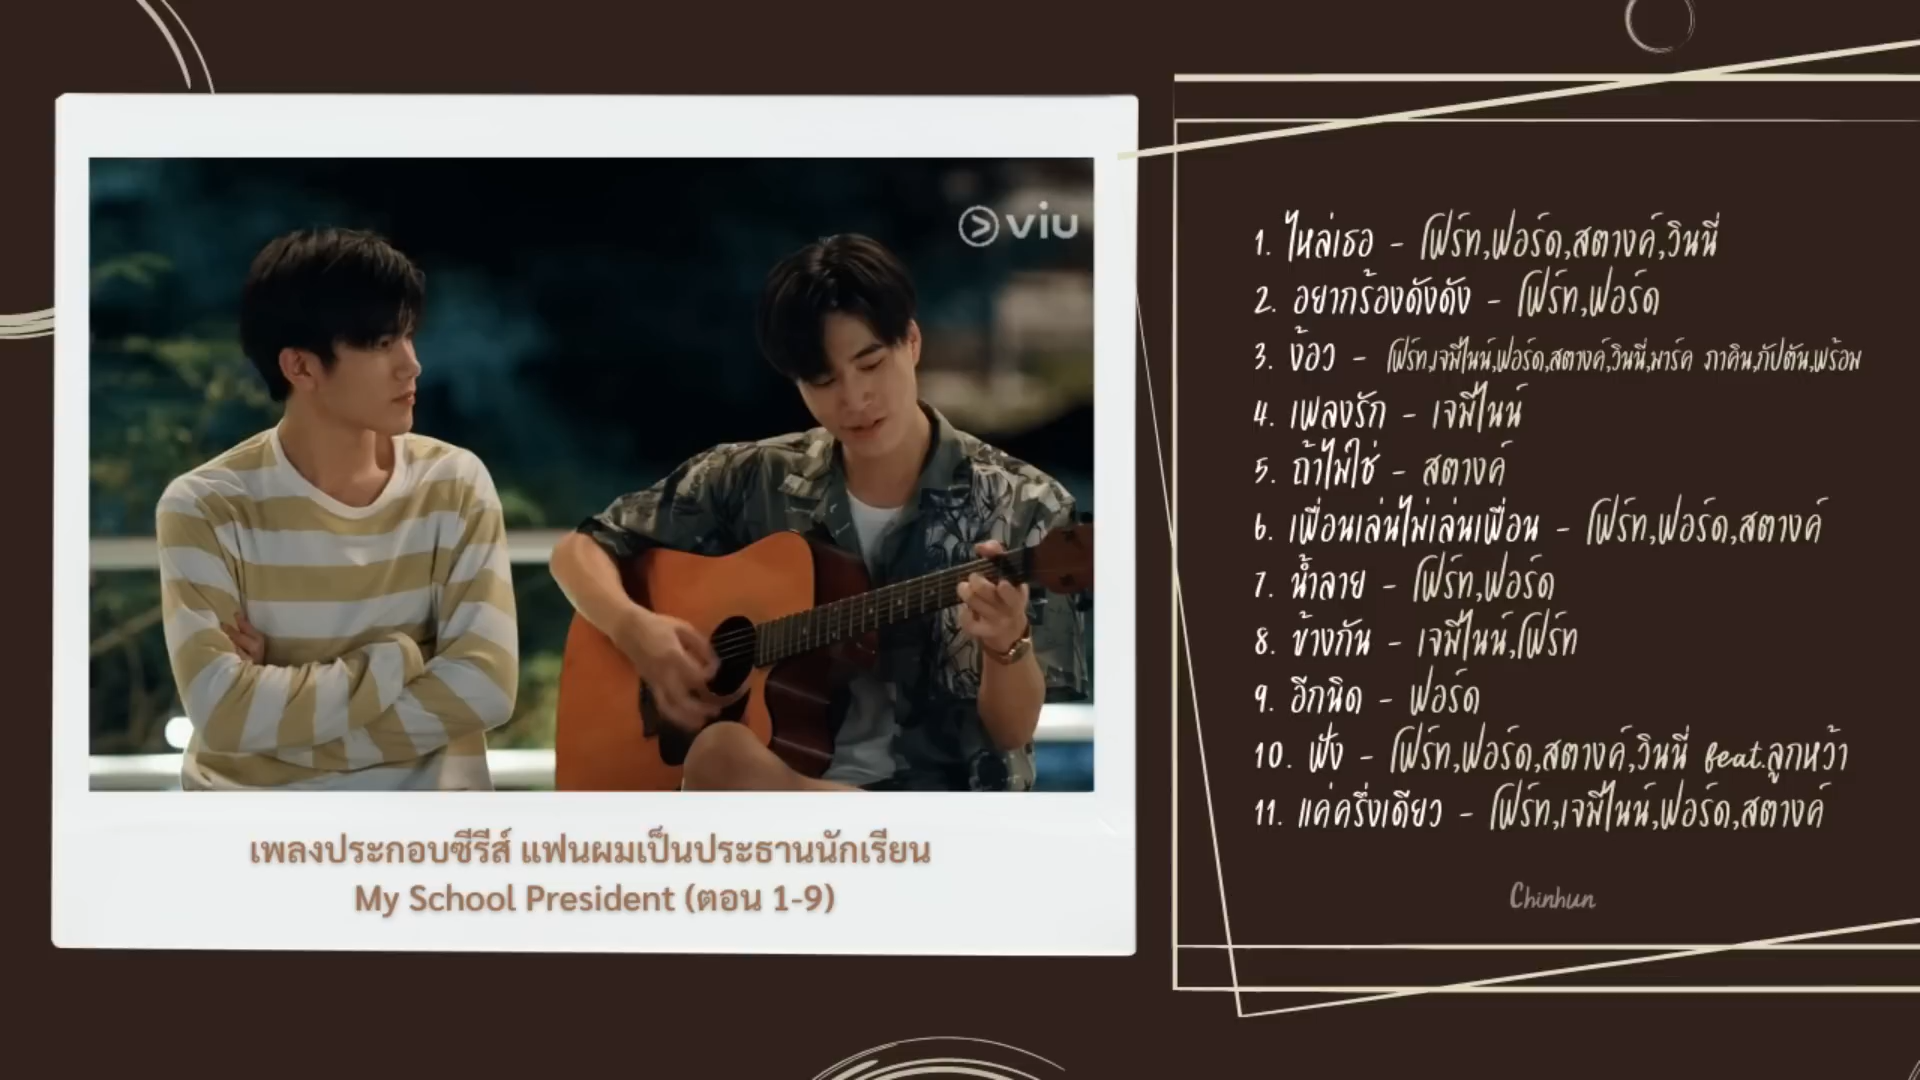 viu
เพลงประกอบซีรีส์ แฟนผมเป็นประธานนักเรียน
My School President (ตอน 1-9)
1. ไหล่เธอ - โฟร์ท,ฟอร์ด,สตางค์,วินนี่
2. อยากร้องดังดัง - โฟร์ท,ฟอร์ด
3. ง้อว - โฟร์ท,เจมีไนน์,ฟอร์ด,สตางค์,วินนี่,มาร์ค ภาคิน,กัปตัน,พร้อม
4. เพลงรัก - เจมีไนน์
5. ถ้าไม่ใช่ - สตางค์
6. เพื่อนเล่นไม่เล่นเพื่อน - โฟร์ท,ฟอร์ด,สตางค์
7. น้ำลาย - โฟร์ท,ฟอร์ด
8. ข้างกัน - เจมีไนน์,โฟร์ท
9. อีกนิด - ฟอร์ด
10. ฟัง - โฟร์ท,ฟอร์ด,สตางค์,วินนี่ feat.ลูกหว้า
11. แค่ครึ่งเดียว - โฟร์ท,เจมีไนน์,ฟอร์ด,สตางค์
Chinhun